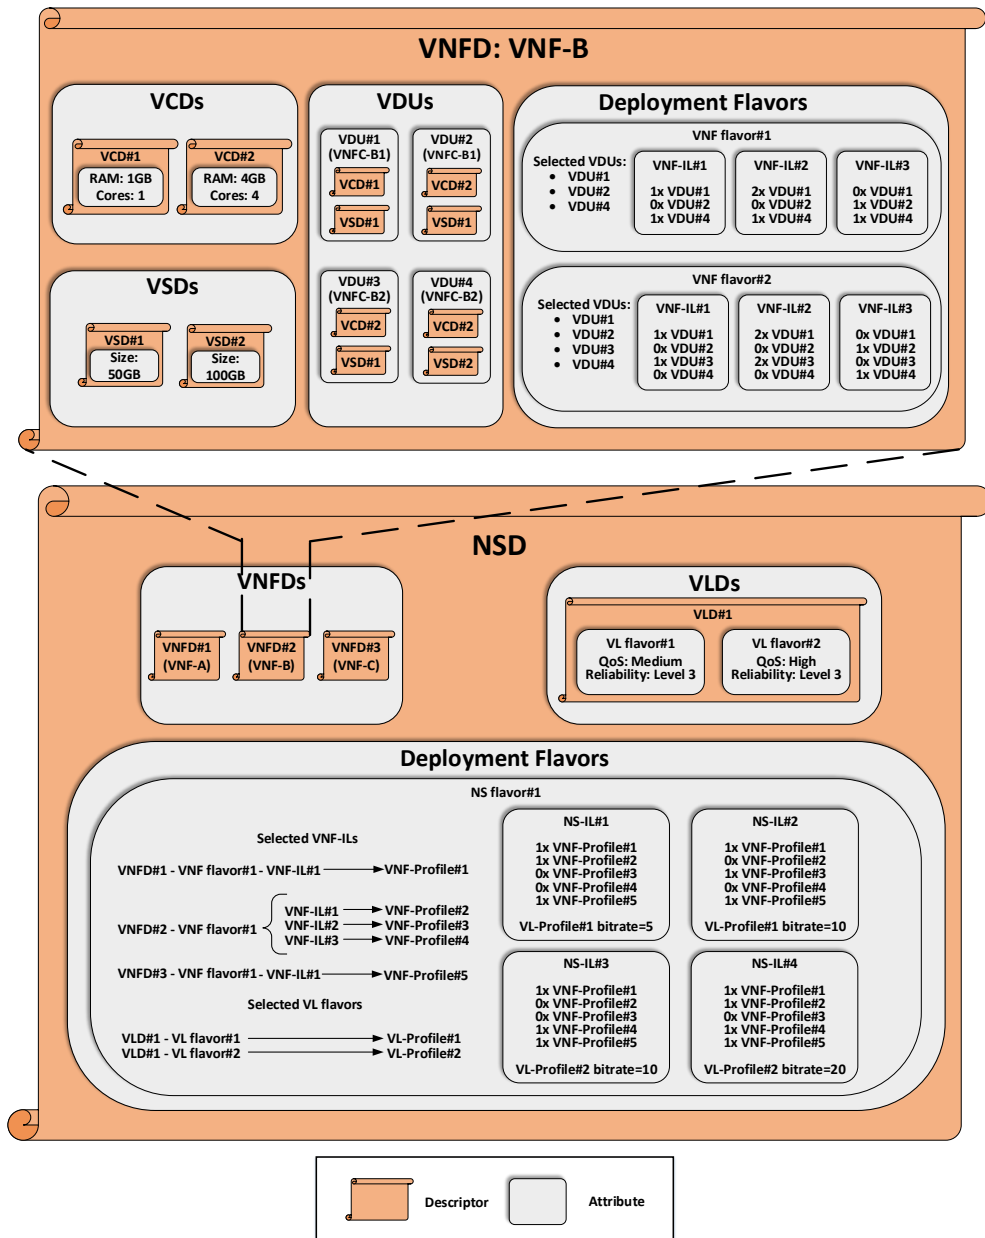 VNFD: VNF-B
VCDs
VCD#1
RAM: 1GB
Cores: 1
VCD#2
RAM: 4GB
Cores: 4
VSDs
VSD#1
Size:
50GB
VSD#2
Size:
100GB
VDUs
VDU#1
(VNFC-B1)
VCD#1
VSD#1
VDU#2
(VNFC-B1)
VCD#2
VSD#1
VDU#3
(VNFC-B2)
VCD#2
VSD#1
VDU#4
(VNFC-B2)
VCD#2
VSD#2
Deployment Flavors
VNF flavor#1
Selected VDUs:
• VDU#1
• VDU#2
• VDU#4
VNF-IL#1
1x VDU#1
0x VDU#2
1x VDU#4
VNF-IL#2
2x VDU#1
0x VDU#2
1x VDU#4
VNF-IL#3
0x VDU#1
1x VDU#2
1x VDU#4
VNF flavor#2
Selected VDUs:
• VDU#1
• VDU#2
• VDU#3
• VDU#4
VNF-IL#1
1x VDU#1
0x VDU#2
1x VDU#3
0x VDU#4
VNF-IL#2
2x VDU#1
0x VDU#2
2x VDU#3
0x VDU#4
VNF-IL#3
0x VDU#1
1x VDU#2
0x VDU#3
1x VDU#4
NSD
VNFDs
VNFD#1
(VNF-A)
VNFD#2
(VNF-B)
VNFD#3
(VNF-C)
VLDs
VLD#1
VL flavor#1
QoS: Medium
Reliability: Level 3
VL flavor#2
QoS: High
Reliability: Level 3
Deployment Flavors
NS flavor#1
Selected VNF-ILs
VNFD#1 - VNF flavor#1 - VNF-IL#1 VNF-Profile#1
VNFD#2 - VNF flavor#1
VNF-IL#1 VNF-Profile#2
VNF-IL#2 VNF-Profile#3
VNF-IL#3 VNF-Profile#4
VNFD#3 - VNF flavor#1 - VNF-IL#1 VNF-Profile#5
Selected VL flavors
VLD#1 - VL flavor#1 VL-Profile#1
VLD#1 - VL flavor#2 VL-Profile#2
NS-IL#1
1x VNF-Profile#1
1x VNF-Profile#2
0x VNF-Profile#3
0x VNF-Profile#4
1x VNF-Profile#5
VL-Profile#1 bitrate=5
NS-IL#2
1x VNF-Profile#1
0x VNF-Profile#2
1x VNF-Profile#3
0x VNF-Profile#4
1x VNF-Profile#5
VL-Profile#1 bitrate=10
NS-IL#3
1x VNF-Profile#1
0x VNF-Profile#2
0x VNF-Profile#3
1x VNF-Profile#4
1x VNF-Profile#5
VL-Profile#2 bitrate=10
NS-IL#4
1x VNF-Profile#1
1x VNF-Profile#2
0x VNF-Profile#3
1x VNF-Profile#4
1x VNF-Profile#5
VL-Profile#2 bitrate=20
Descriptor
Attribute